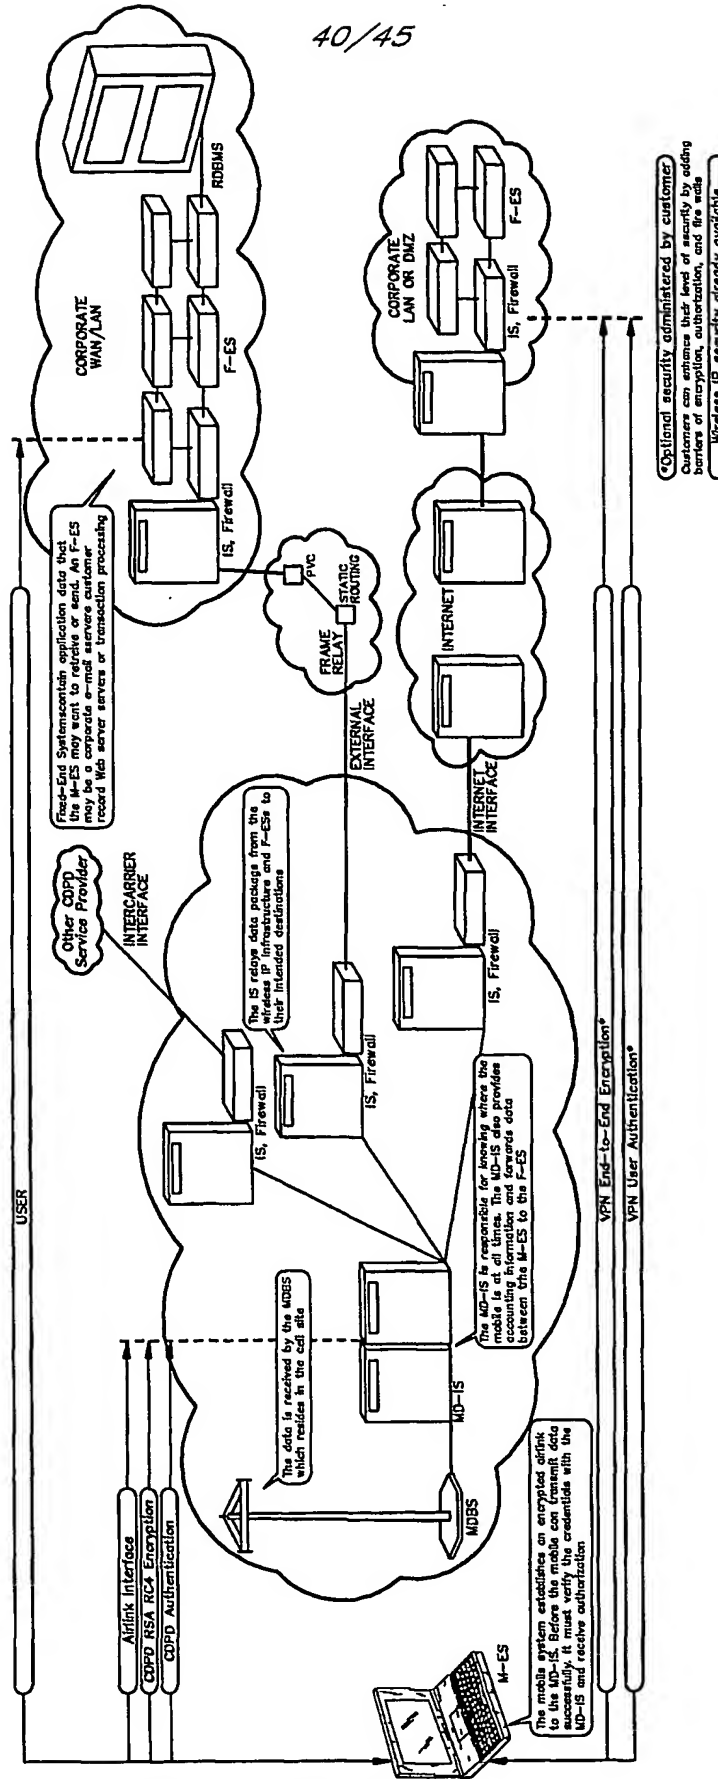 40/45
USER
Airlink Interface
CDPD RSA RC4 Encryption
CDPD Authentication
Fixed-End Systemscontain application data that
the M-ES may want to retreive or send. An F-ES
may be a corporate e-mail servers customer
record Web server servers or transaction processing
CORPORATE
WAN/LAN
RDBMS
F-ES
IS, Firewall
Other CDPD
Service Provider
INTERCARRIER
INTERFACE
The IS relays data package from the
wireless IP infrastructure and F-ESs to
their intended destinations
IS, Firewall
IS, Firewall
EXTERNAL
INTERFACE
FRAME
RELAY
PVC
STATIC
ROUTING
The data is received by the MDBS
which resides in the cell site
MDBS
MD-IS
The MD-IS is responsible for knowing where the
mobile is at all times. The MD-IS also provides
accounting information and forwards data
between the M-ES to the F-ES
IS, Firewall
INTERNET
INTERFACE
INTERNET
CORPORATE
LAN OR DMZ
F-ES
IS, Firewall
M-ES
The mobile system establishes an encrypted airlink
to the MD-IS. Before the mobile can transmit data
successfully. It must verify the credentials with the
MD-IS and receive authorization
VPN End-to-End Encryption*
VPN User Authentication*
*Optional security administered by customer
Customers can enhance their level of security by adding
barriers of encryption, authorization, and fire walls
Wireless IP security already available